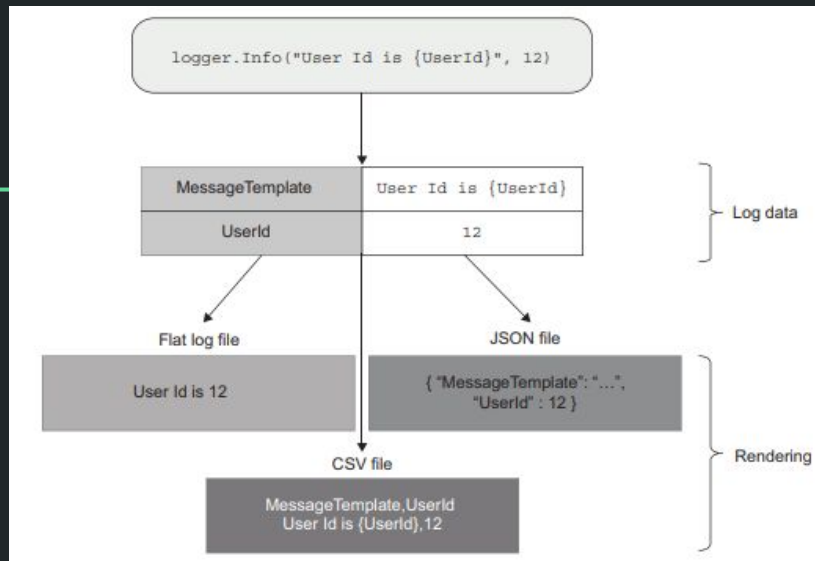 logger.Info("User Id is {UserId}", 12)
MessageTemplate
User Id is {UserId}
UserId
12
Log data
Flat log file
JSON file
User Id is 12
{ “MessageTemplate”: “…”,
“UserId” : 12 }
Rendering
CSV file
MessageTemplate,UserId
User Id is {UserId},12